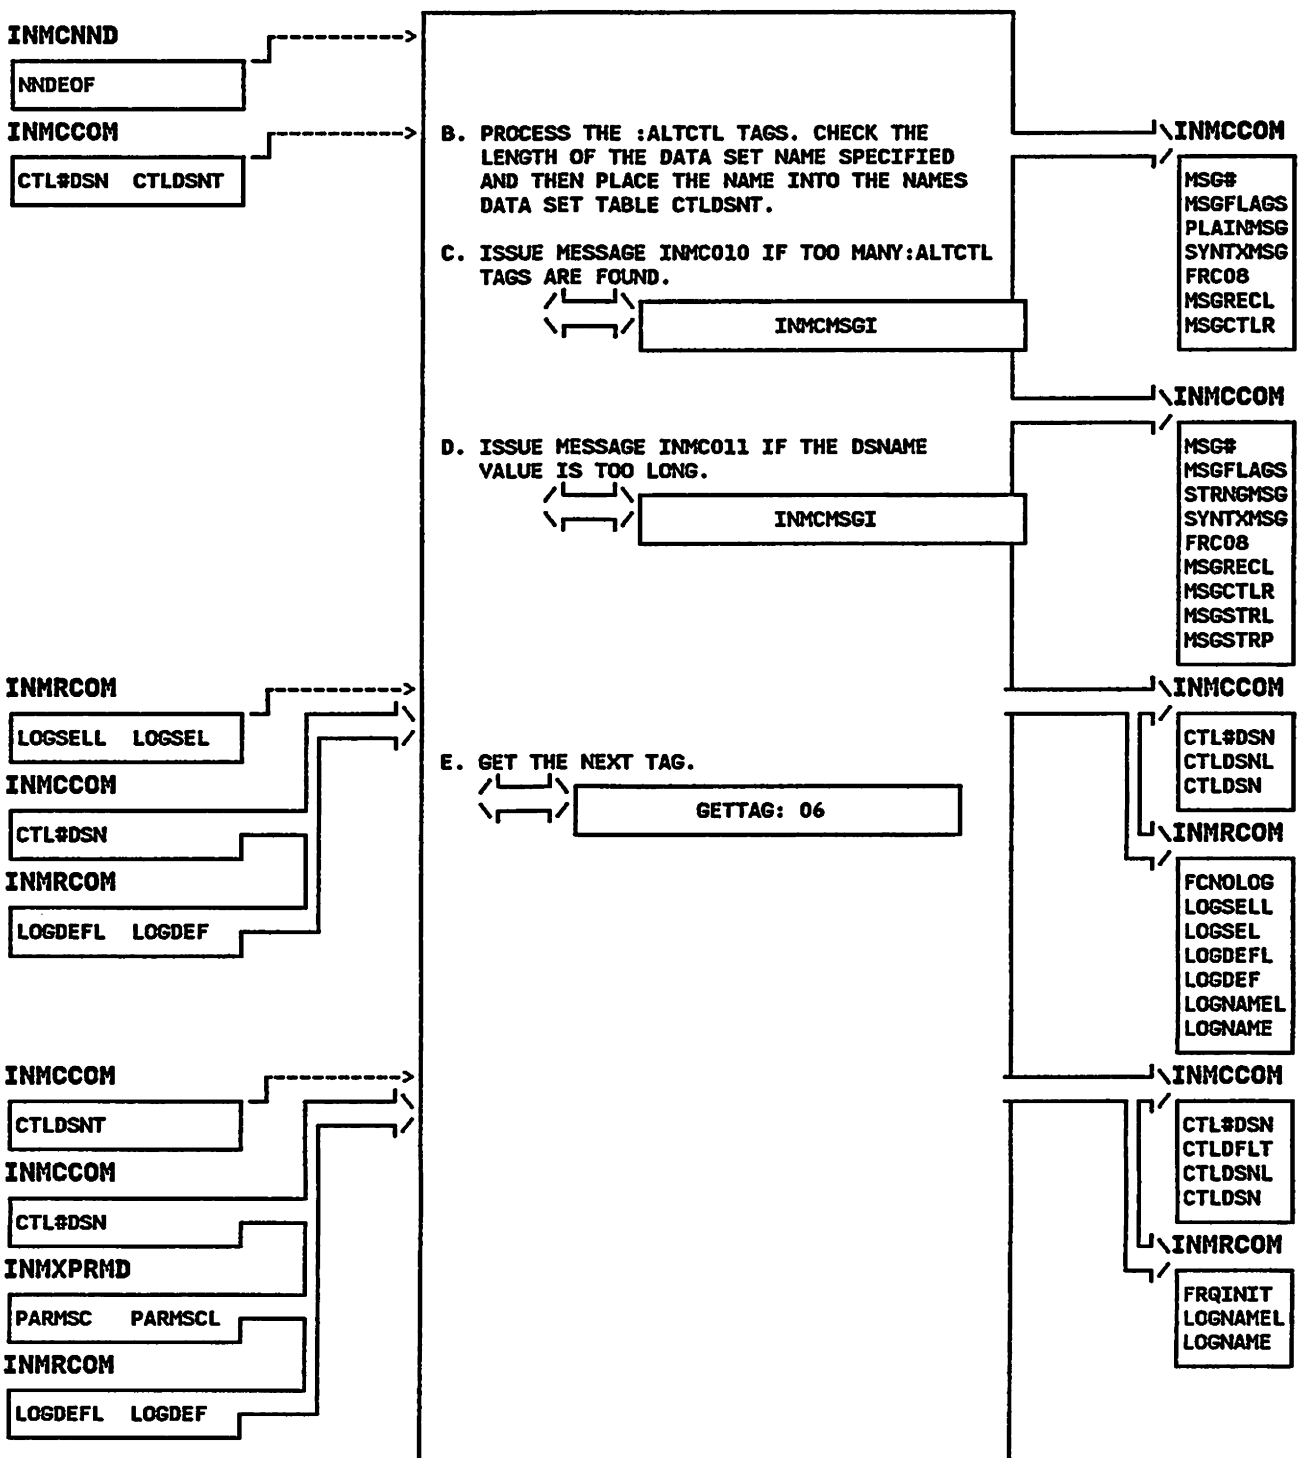 INMCNND
NNDEOF
INMCCOM
CTL#DSN CTLDSNT
B. PROCESS THE :ALTCTL TAGS. CHECK THE
LENGTH OF THE DATA SET NAME SPECIFIED
AND THEN PLACE THE NAME INTO THE NAMES
DATA SET TABLE CTLDSNT.
C. ISSUE MESSAGE INMC010 IF TOO MANY:ALTCTL
TAGS ARE FOUND.
INMCMSGI
INMCCOM
MSG#
MSGFLAGS
PLAINMSG
SYNTXMSG
FRC08
MSGRECL
MSGCTLR
D. ISSUE MESSAGE INMC011 IF THE DSNAME
VALUE IS TOO LONG.
INMCMSGI
INMCCOM
MSG#
MSGFLAGS
STRNGMSG
SYNTXMSG
FRC08
MSGRECL
MSGCTLR
MSGSTRL
MSGSTRP
INMRCOM
LOGSELL LOGSEL
INMCCOM
CTL#DSN
INMRCOM
LOGDEFL LOGDEF
E. GET THE NEXT TAG.
GETTAG: 06
INMCCOM
CTL#DSN
CTLDSNL
CTLDSN
INMRCOM
FCNOLOG
LOGSELL
LOGSEL
LOGDEFL
LOGDEF
LOGNAMEL
LOGNAME
INMCCOM
CTLDSNT
INMCCOM
CTL#DSN
INMXPRMD
PARMSC PARMSCL
INMRCOM
LOGDEFL LOGDEF
INMCCOM
CTL#DSN
CTLDFLT
CTLDSNL
CTLDSN
INMRCOM
FRQINIT
LOGNAMEL
LOGNAME